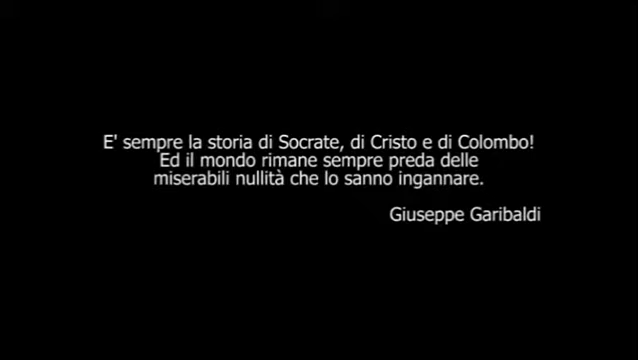 E' sempre la storia di Socrate, di Cristo e di Colombo!
Ed il mondo rimane sempre preda delle
miserabili nullità che lo sanno ingannare.
Giuseppe Garibaldi